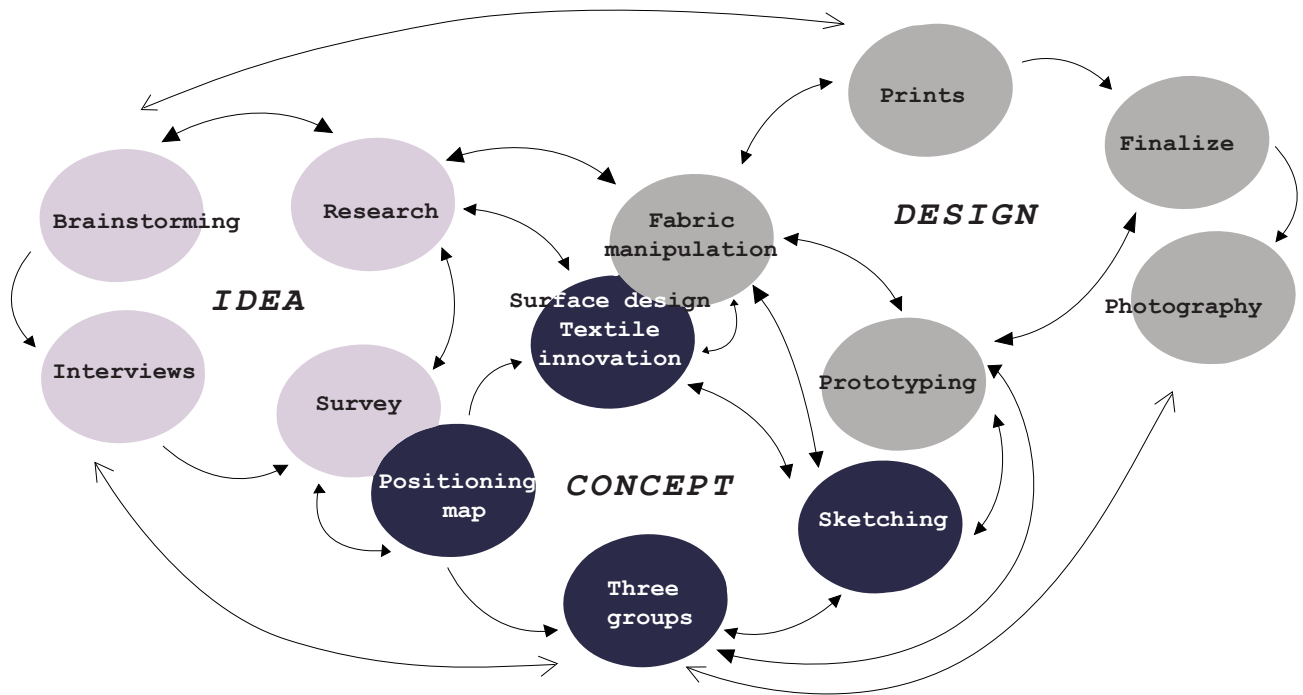 Prints
Finalize
Brainstorming
Research
Fabric
manipulation
DESIGN
IDEA
Surface design
Textile
innovation
Photography
Interviews
Survey
Prototyping
Positioning
map
CONCEPT
Sketching
Three
groups